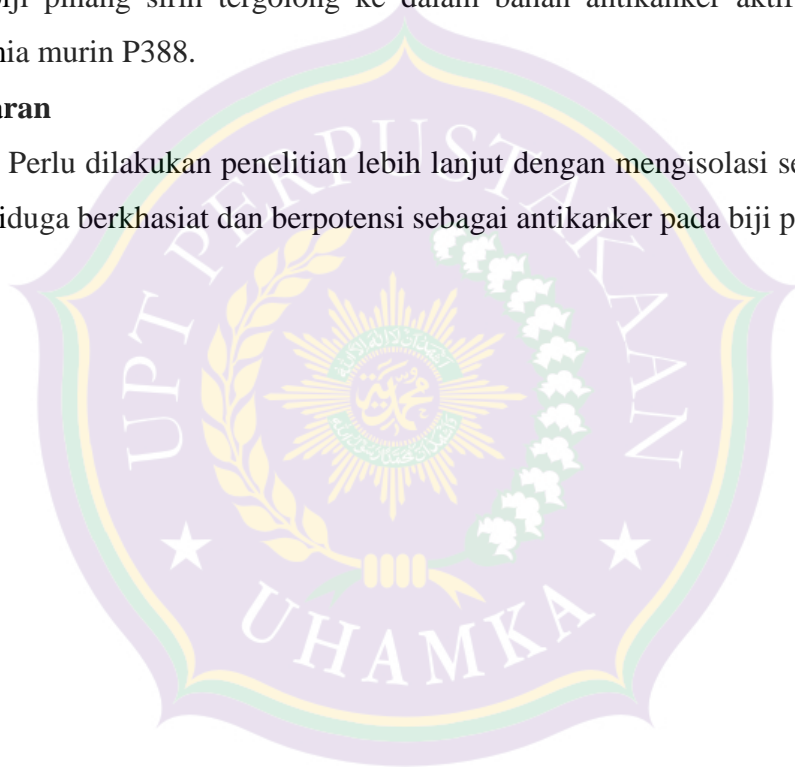 biji pinang sirih tergolong ke dalam bahan antikanker aktif
nia murin P388.
aran
Perlu dilakukan penelitian lebih lanjut dengan mengisolasi se
iduga berkhasiat dan berpotensi sebagai antikanker pada biji p
UPT PERPUSTAKAAN
محمدية
UHAMKA